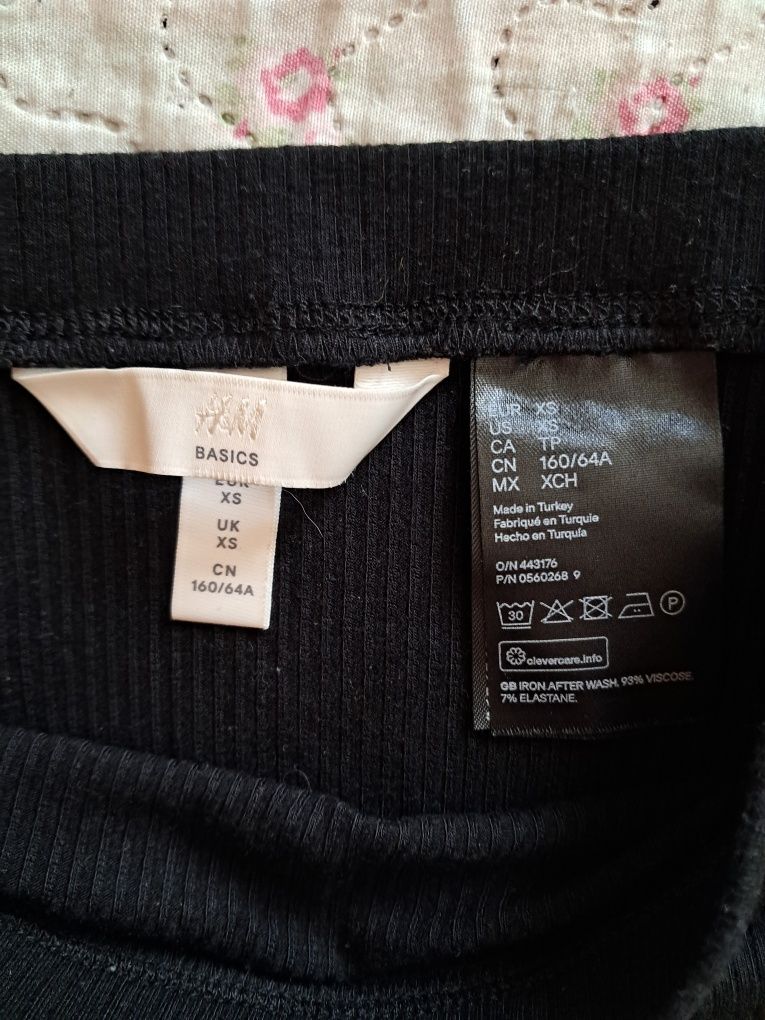 H&M
BASICS
EUR
XS
UK
XS
CN
160/64A
EUR XS
US XS
CA TP
CN 160/64A
MX XCH
Made in Turkey
Fabriqué en Turquie
Hecho en Turquía
O/N 443176
P/N 0560268 9
30 P
clevercare.info
GB IRON AFTER WASH. 93% VISCOSE.
7% ELASTANE.